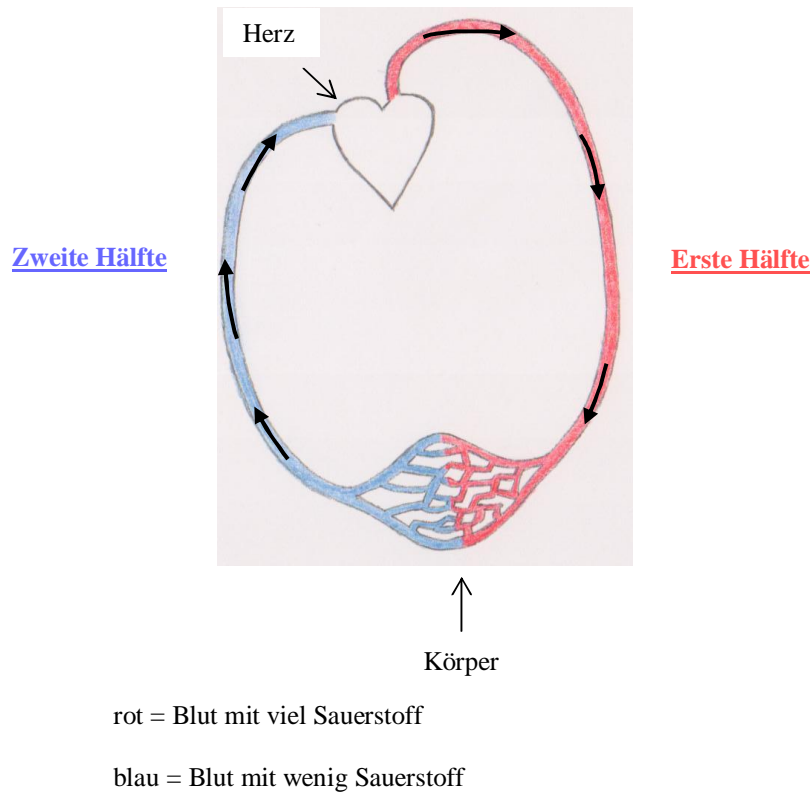 Herz
Zweite Hälfte
Erste Hälfte
Körper
rot = Blut mit viel Sauerstoff
blau = Blut mit wenig Sauerstoff